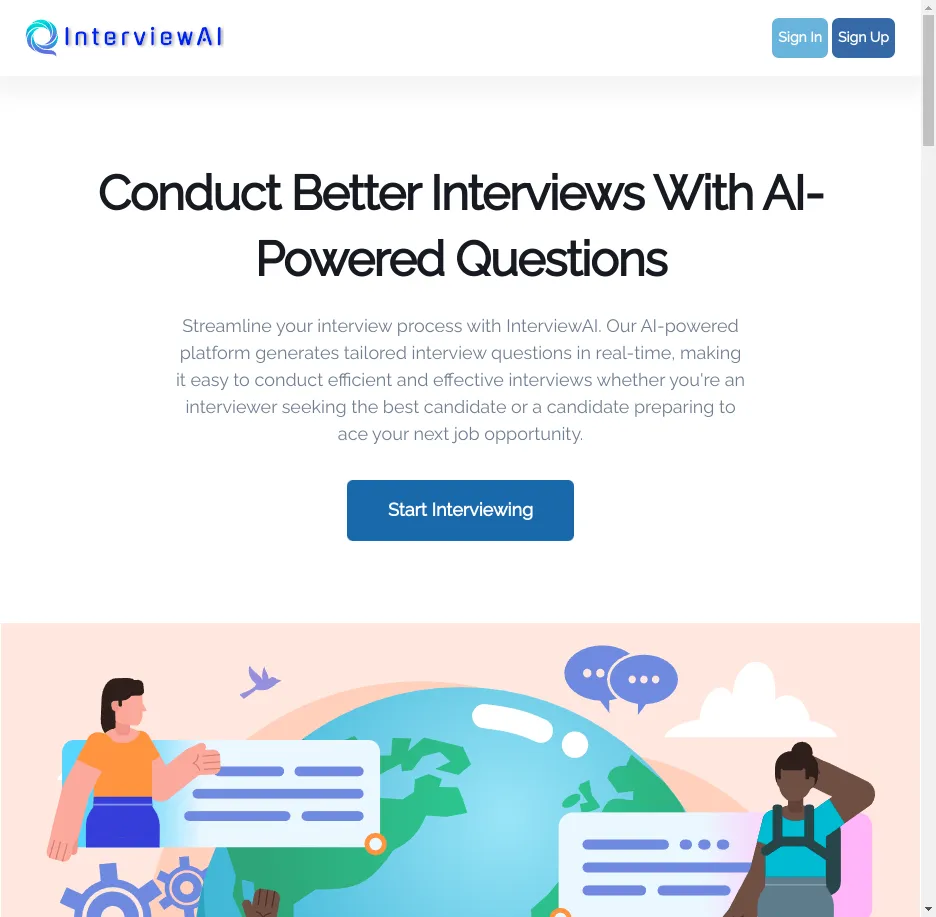 InterviewAI
Sign In
Sign Up
Conduct Better Interviews With AI-
Powered Questions
Streamline your interview process with InterviewAI. Our AI-powered
platform generates tailored interview questions in real-time, making
it easy to conduct efficient and effective interviews whether you're an
interviewer seeking the best candidate or a candidate preparing to
ace your next job opportunity.
Start Interviewing